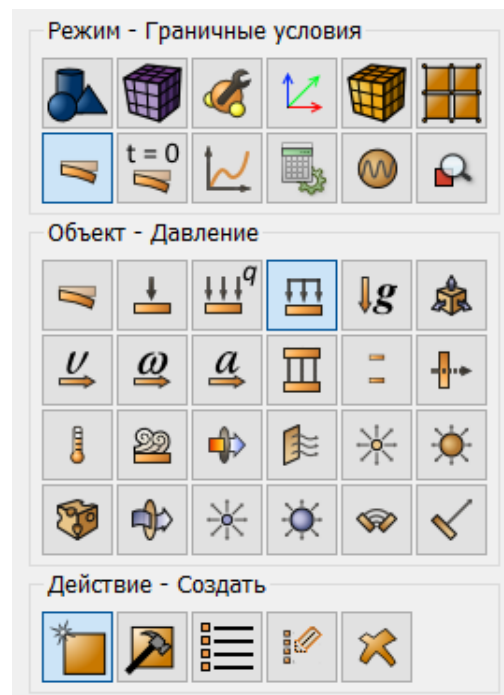 Режим - Граничные условия
t = 0
Объект - Давление
q
g
υ ω a
Действие - Создать